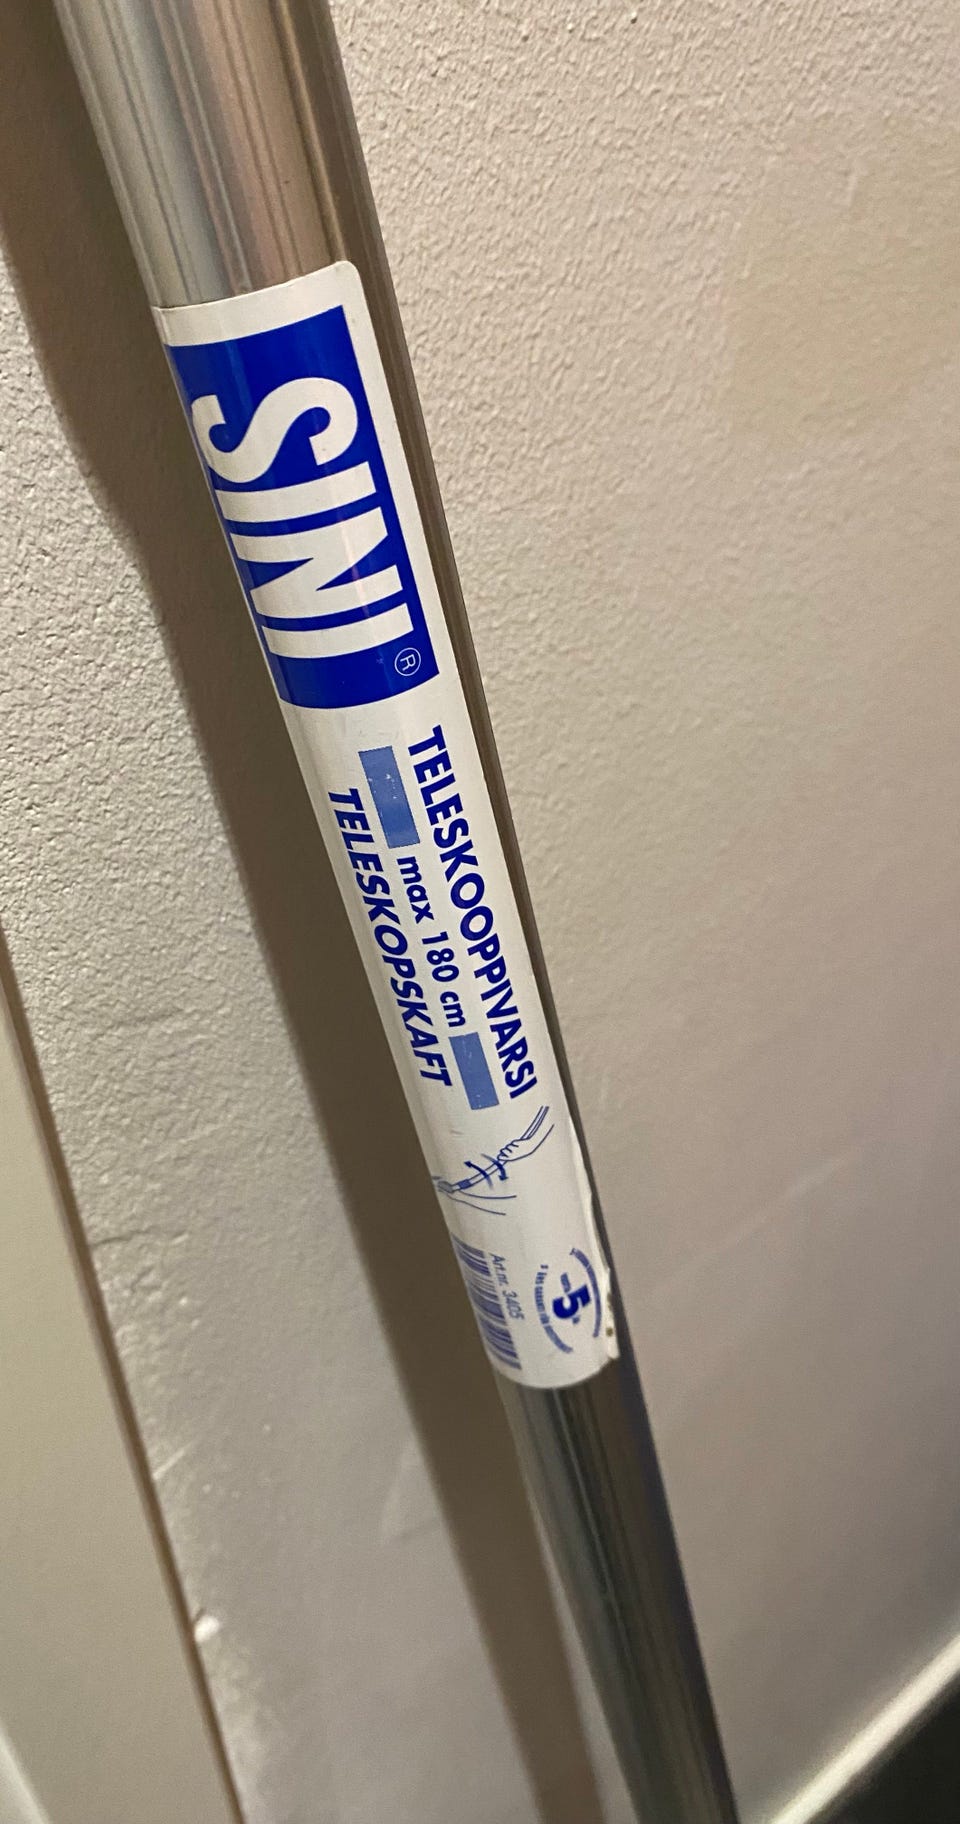 SINI®
TELESKOOPPIVARSI
max 180 cm
TELESKOPSKAFT
5
Art.nr. 3405